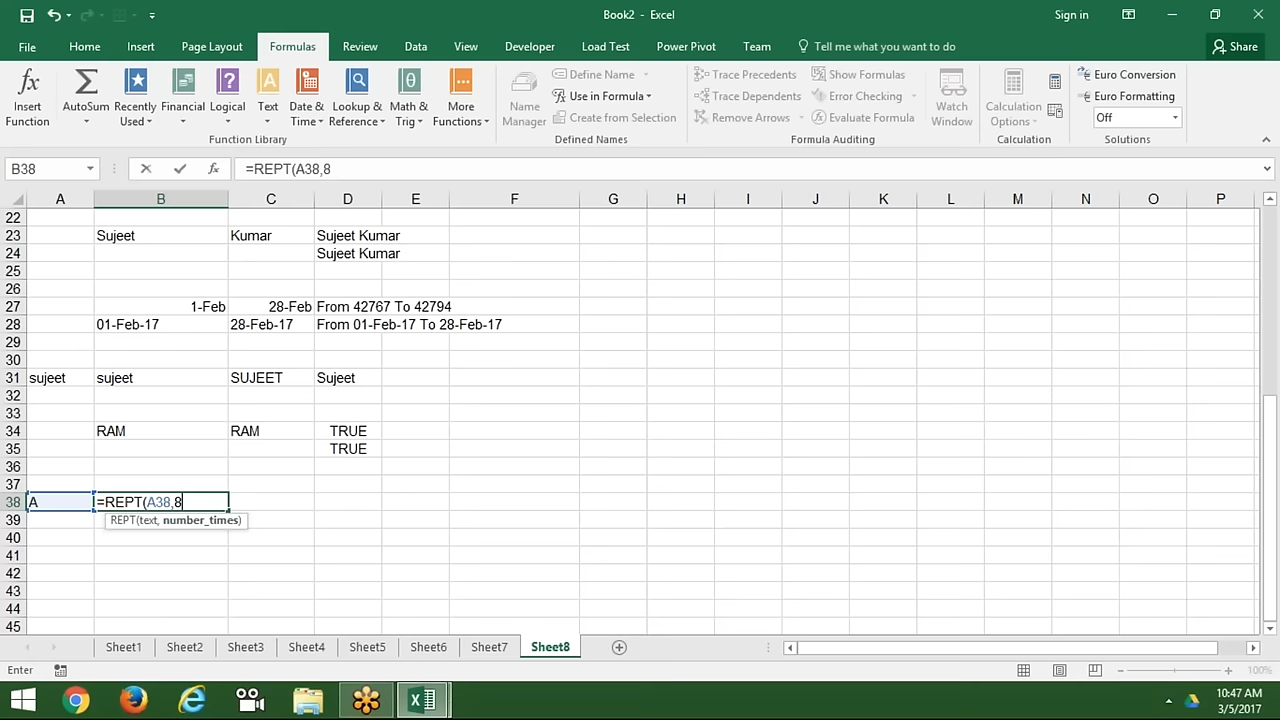 Book2 - Excel
Sign in
File Home Insert Page Layout Formulas Review Data View Developer Load Test Power Pivot Team Tell me what you want to do Share
Insert Function
AutoSum
Recently Used
Financial
Logical
Text
Date & Time
Lookup & Reference
Math & Trig
More Functions
Function Library
Name Manager
Define Name
Use in Formula
Create from Selection
Defined Names
Trace Precedents
Trace Dependents
Remove Arrows
Show Formulas
Error Checking
Evaluate Formula
Formula Auditing
Watch Window
Calculation Options
Calculation
Euro Conversion
Euro Formatting
Off
Solutions
B38 fx =REPT(A38,8
A B C D E F G H I J K L M N O P
22
23 Sujeet Kumar Sujeet Kumar
24 Sujeet Kumar
25
26
27 1-Feb 28-Feb From 42767 To 42794
28 01-Feb-17 28-Feb-17 From 01-Feb-17 To 28-Feb-17
29
30
31 sujeet sujeet SUJEET Sujeet
32
33
34 RAM RAM TRUE
35 TRUE
36
37
38 A =REPT(A38,8
39 REPT(text, number_times)
40
41
42
43
44
45
Sheet1 Sheet2 Sheet3 Sheet4 Sheet5 Sheet6 Sheet7 Sheet8
Enter 100%
10:47 AM
3/5/2017